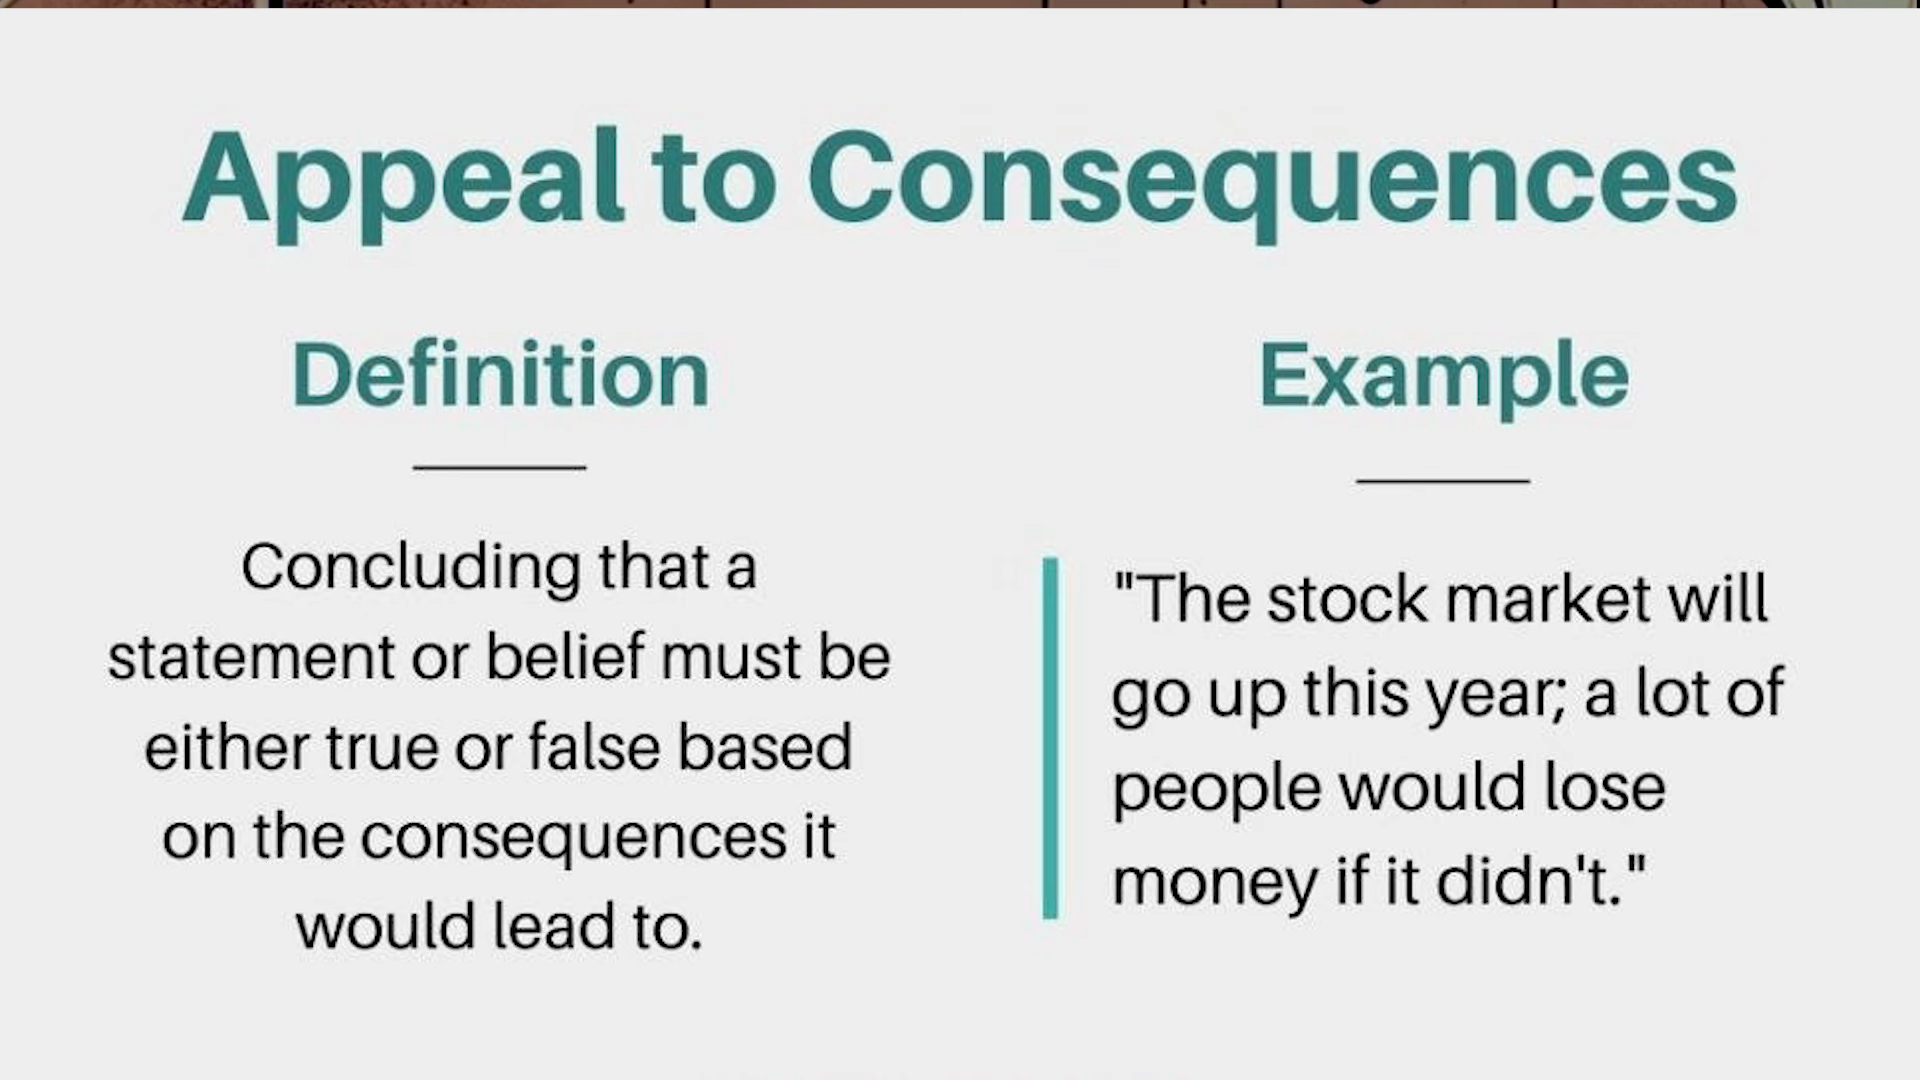 Appeal to Consequences
Definition
Concluding that a
statement or belief must be
either true or false based
on the consequences it
would lead to.
Example
"The stock market will
go up this year; a lot of
people would lose
money if it didn't."